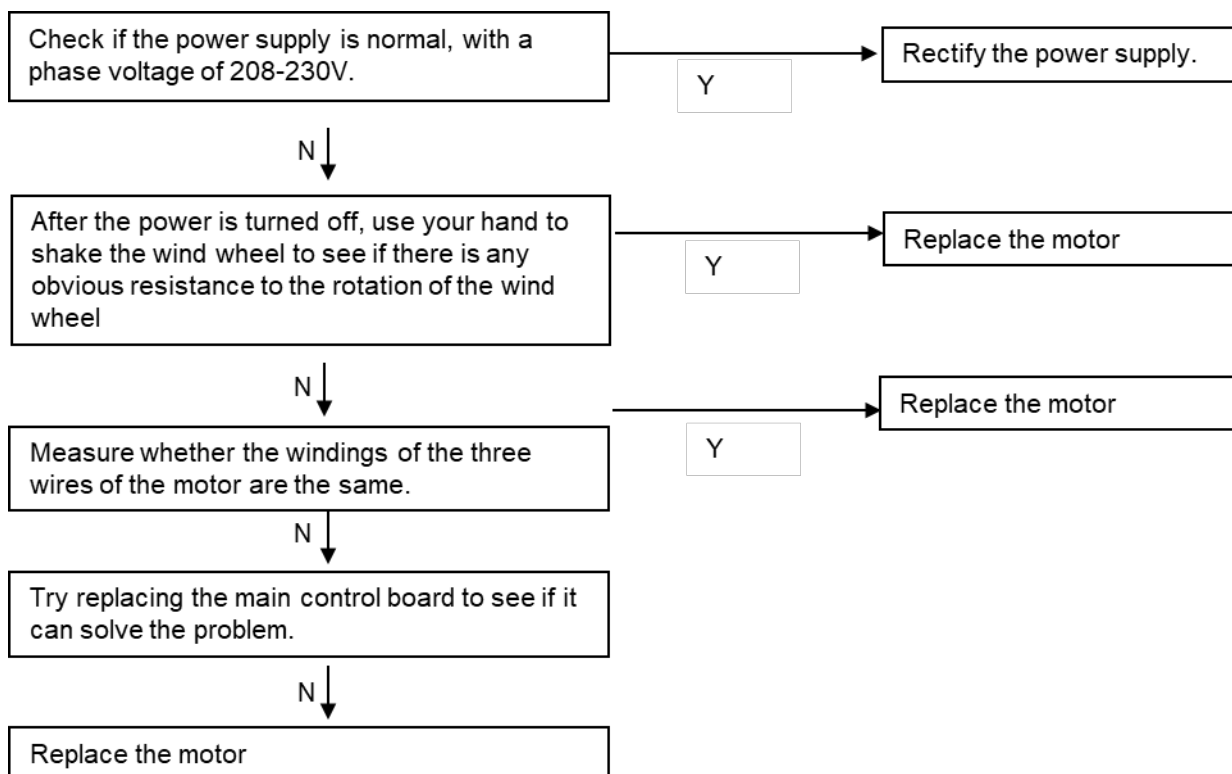 Check if the power supply is normal, with a
phase voltage of 208-230V.
Y
Rectify the power supply.
N
After the power is turned off, use your hand to
shake the wind wheel to see if there is any
obvious resistance to the rotation of the wind
wheel
Y
Replace the motor
N
Measure whether the windings of the three
wires of the motor are the same.
Y
Replace the motor
N
Try replacing the main control board to see if it
can solve the problem.
N
Replace the motor